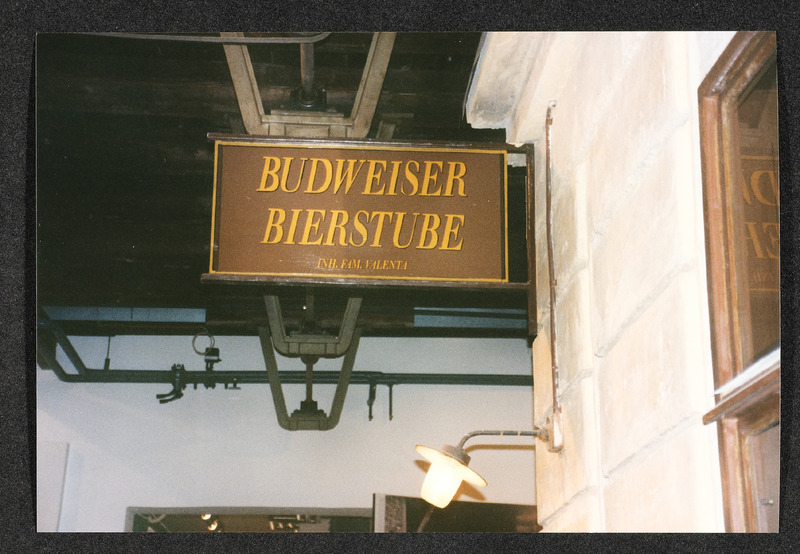 BUDWEISER
BIERSTUBE
INH. FAM. VALENTA